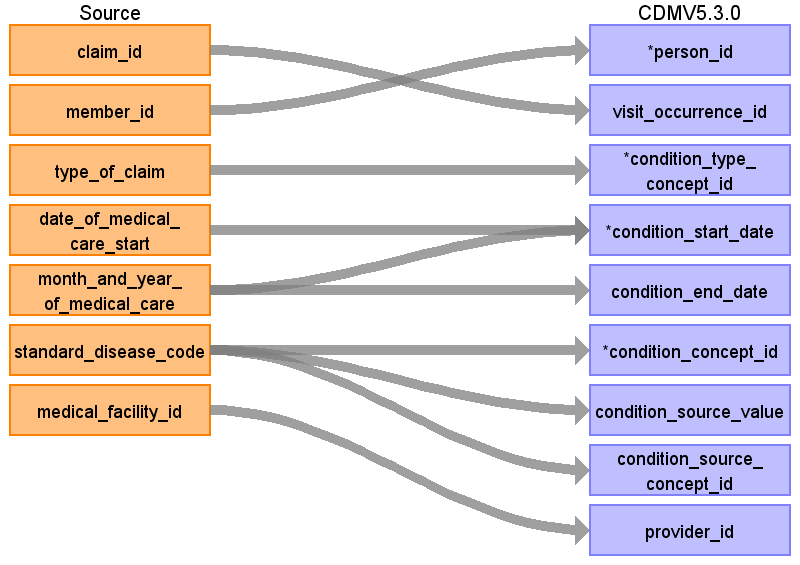 Source
CDMV5.3.0
claim_id
*person_id
member_id
visit_occurrence_id
type_of_claim
*condition_type_
concept_id
date_of_medical_
care_start
*condition_start_date
month_and_year_
of_medical_care
condition_end_date
standard_disease_code
*condition_concept_id
medical_facility_id
condition_source_value
condition_source_
concept_id
provider_id